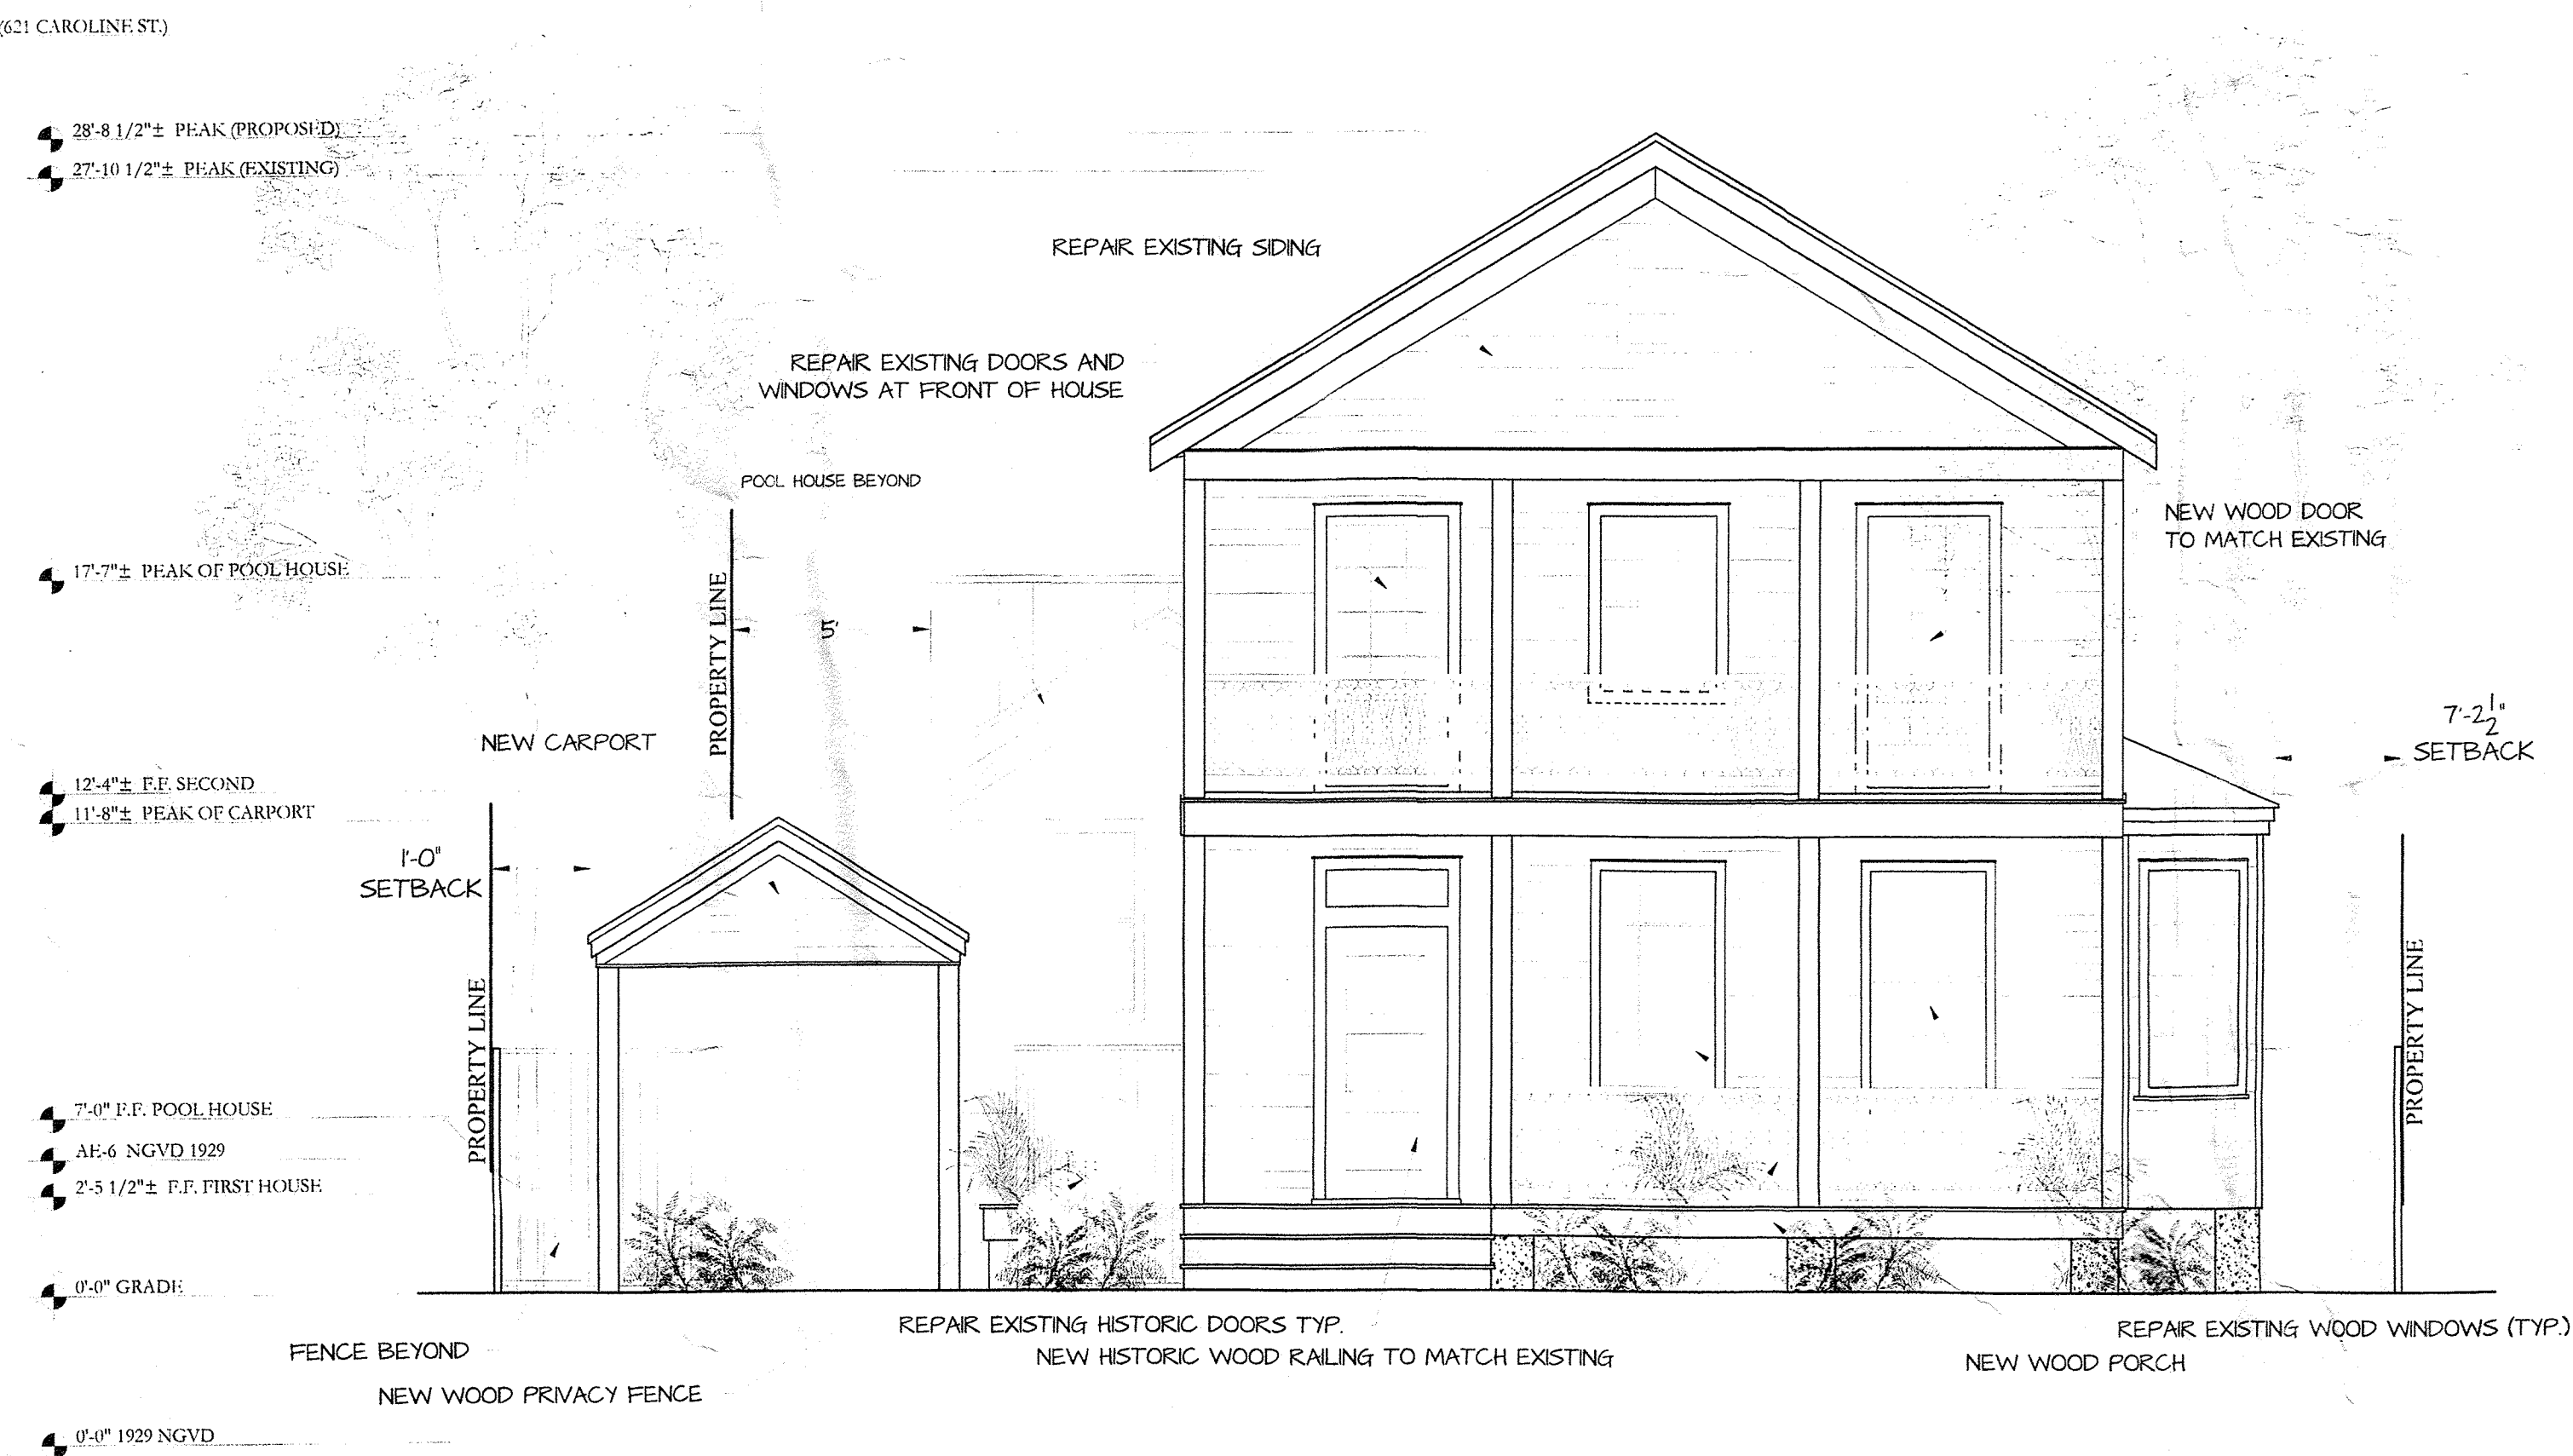 (621 CAROLINE ST.)
28'-8 1/2"± PEAK (PROPOSED)
27'-10 1/2"± PEAK (EXISTING)
REPAIR EXISTING SIDING
REPAIR EXISTING DOORS AND
WINDOWS AT FRONT OF HOUSE
POOL HOUSE BEYOND
NEW WOOD DOOR
TO MATCH EXISTING
17'-7"± PEAK OF POOL HOUSE
PROPERTY LINE
5'
NEW CARPORT
7'-2 1/2"
SETBACK
12'-4"± F.F. SECOND
11'-8"± PEAK OF CARPORT
1'-0"
SETBACK
PROPERTY LINE
PROPERTY LINE
7'-0" F.F. POOL HOUSE
AE-6 NGVD 1929
2'-5 1/2"± F.F. FIRST HOUSE
0'-0" GRADE
REPAIR EXISTING HISTORIC DOORS TYP.
REPAIR EXISTING WOOD WINDOWS (TYP.)
FENCE BEYOND
NEW HISTORIC WOOD RAILING TO MATCH EXISTING
NEW WOOD PORCH
NEW WOOD PRIVACY FENCE
0'-0" 1929 NGVD